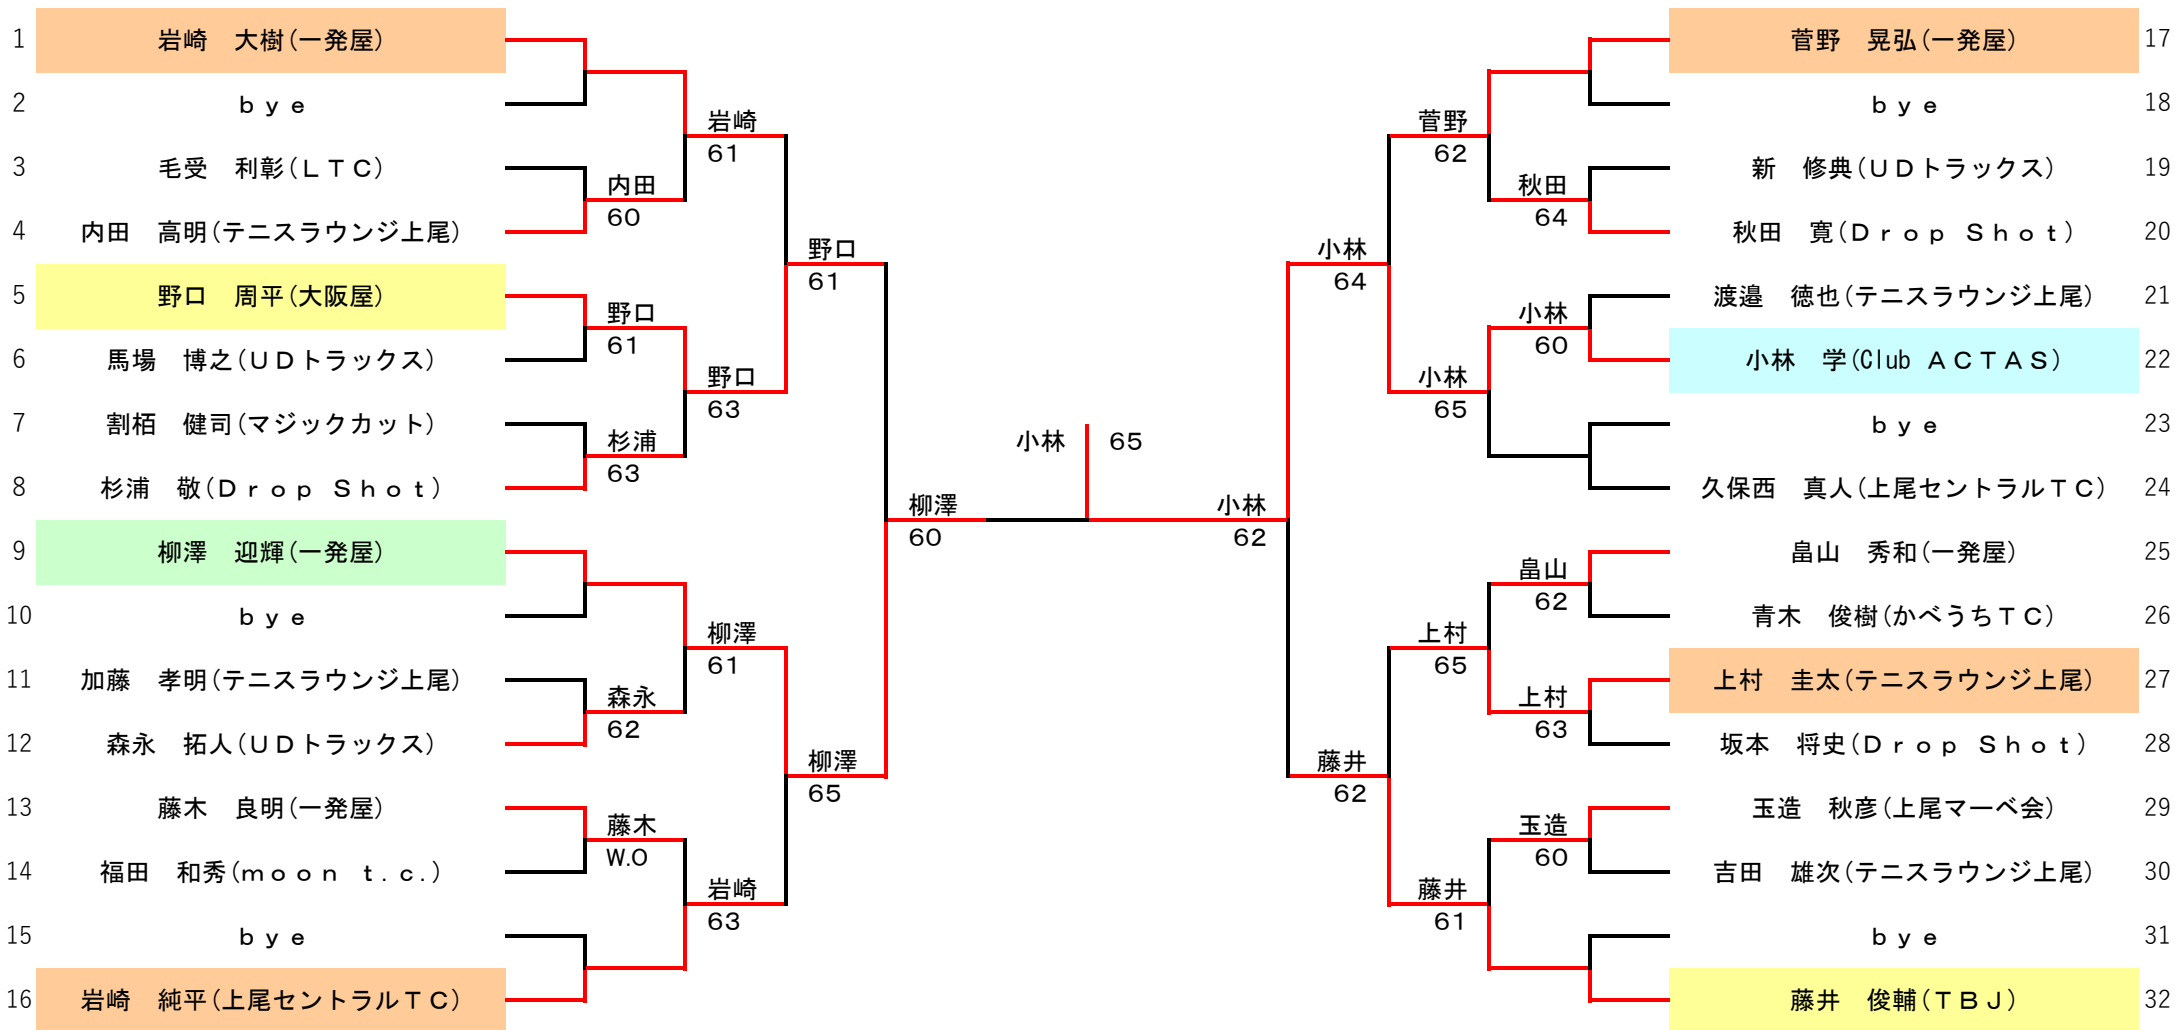 1 岩崎　大樹(一発屋)
2 ｂｙｅ
3 毛受　利彰(ＬＴＣ)
4 内田　高明(テニスラウンジ上尾)
5 野口　周平(大阪屋)
6 馬場　博之(ＵＤトラックス)
7 割栢　健司(マジックカット)
8 杉浦　敬(Ｄｒｏｐ　Ｓｈｏｔ)
9 柳澤　迎輝(一発屋)
10 ｂｙｅ
11 加藤　孝明(テニスラウンジ上尾)
12 森永　拓人(ＵＤトラックス)
13 藤木　良明(一発屋)
14 福田　和秀(ｍｏｏｎ　ｔ.ｃ.)
15 ｂｙｅ
16 岩崎　純平(上尾セントラルＴＣ)
内田
60
野口
61
杉浦
63
森永
62
藤木
W.O
岩崎
61
野口
63
柳澤
61
岩崎
63
野口
61
柳澤
65
柳澤
60
小林 65
小林
62
小林
64
藤井
62
菅野
62
小林
65
上村
65
藤井
61
秋田
64
小林
60
畠山
62
上村
63
玉造
60
菅野　晃弘(一発屋) 17
ｂｙｅ 18
新　修典(ＵＤトラックス) 19
秋田　寛(Ｄｒｏｐ　Ｓｈｏｔ) 20
渡邉　徳也(テニスラウンジ上尾) 21
小林　学(Club　ＡＣＴＡＳ) 22
ｂｙｅ 23
久保西　真人(上尾セントラルＴＣ) 24
畠山　秀和(一発屋) 25
青木　俊樹(かべうちＴＣ) 26
上村　圭太(テニスラウンジ上尾) 27
坂本　将史(Ｄｒｏｐ　Ｓｈｏｔ) 28
玉造　秋彦(上尾マーベ会) 29
吉田　雄次(テニスラウンジ上尾) 30
ｂｙｅ 31
藤井　俊輔(ＴＢＪ) 32